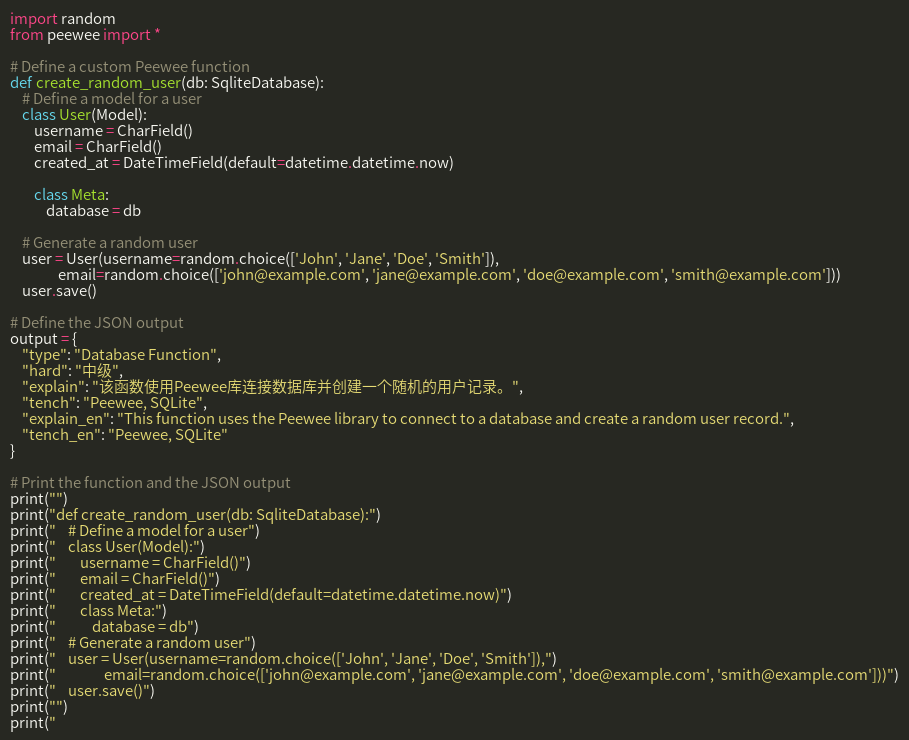 import random
from peewee import *
# Define a custom Peewee function
def create_random_user(db: SqliteDatabase):
    # Define a model for a user
    class User(Model):
        username = CharField()
        email = CharField()
        created_at = DateTimeField(default=datetime.datetime.now)
        class Meta:
            database = db
    # Generate a random user
    user = User(username=random.choice(['John', 'Jane', 'Doe', 'Smith']),
                email=random.choice(['john@example.com', 'jane@example.com', 'doe@example.com', 'smith@example.com']))
    user.save()
# Define the JSON output
output = {
    "type": "Database Function",
    "hard": "中级",
    "explain": "该函数使用Peewee库连接数据库并创建一个随机的用户记录。",
    "tench": "Peewee, SQLite",
    "explain_en": "This function uses the Peewee library to connect to a database and create a random user record.",
    "tench_en": "Peewee, SQLite"
}
# Print the function and the JSON output
print("")
print("def create_random_user(db: SqliteDatabase):")
print("    # Define a model for a user")
print("    class User(Model):")
print("        username = CharField()")
print("        email = CharField()")
print("        created_at = DateTimeField(default=datetime.datetime.now)")
print("        class Meta:")
print("            database = db")
print("    # Generate a random user")
print("    user = User(username=random.choice(['John', 'Jane', 'Doe', 'Smith']),")
print("                email=random.choice(['john@example.com', 'jane@example.com', 'doe@example.com', 'smith@example.com']))")
print("    user.save()")
print("")
print("